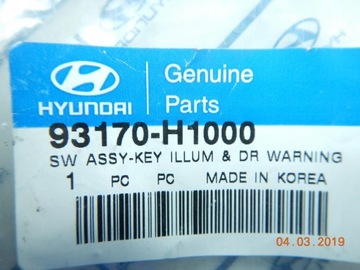 HYUNDAI
Genuine
Parts
93170-H1000
SW ASSY-KEY ILLUM & DR WARNING
1 PC PC MADE IN KOREA
04.03.2019